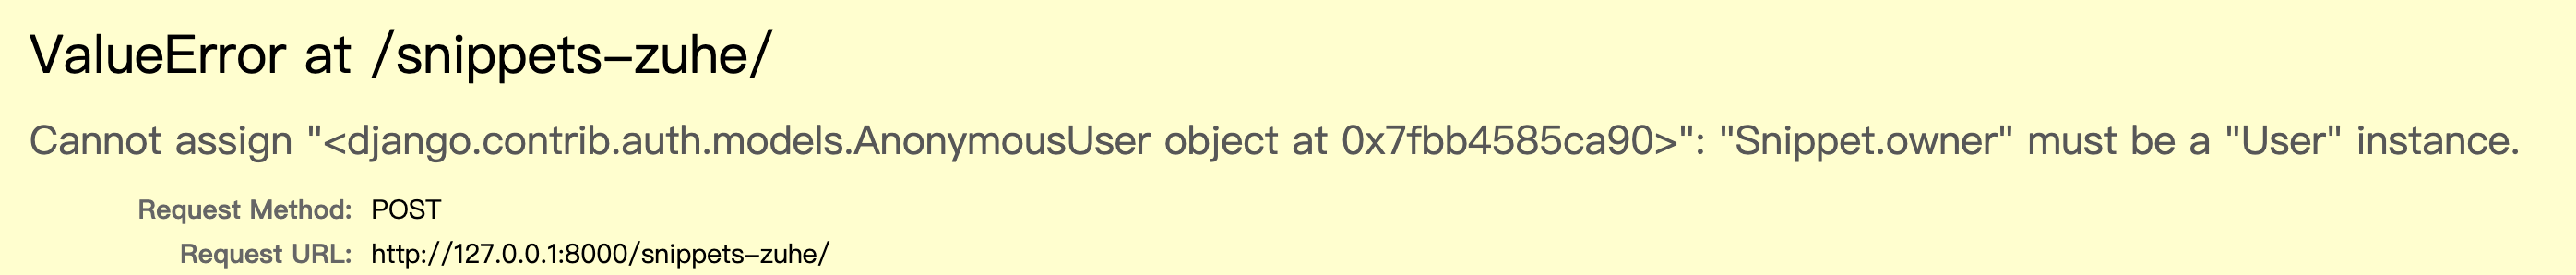 ValueError at /snippets-zuhe/
Cannot assign "<django.contrib.auth.models.AnonymousUser object at 0x7fbb4585ca90>": "Snippet.owner" must be a "User" instance.
Request Method: POST
Request URL: http://127.0.0.1:8000/snippets-zuhe/